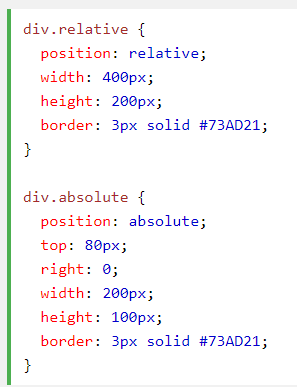 div.relative {
  position: relative;
  width: 400px;
  height: 200px;
  border: 3px solid #73AD21;
}

div.absolute {
  position: absolute;
  top: 80px;
  right: 0;
  width: 200px;
  height: 100px;
  border: 3px solid #73AD21;
}